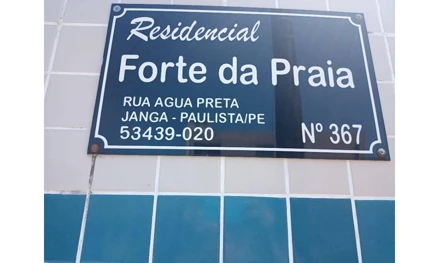 Residencial
Forte da Praia
RUA AGUA PRETA
JANGA - PAULISTA/PE
53439-020 Nº 367